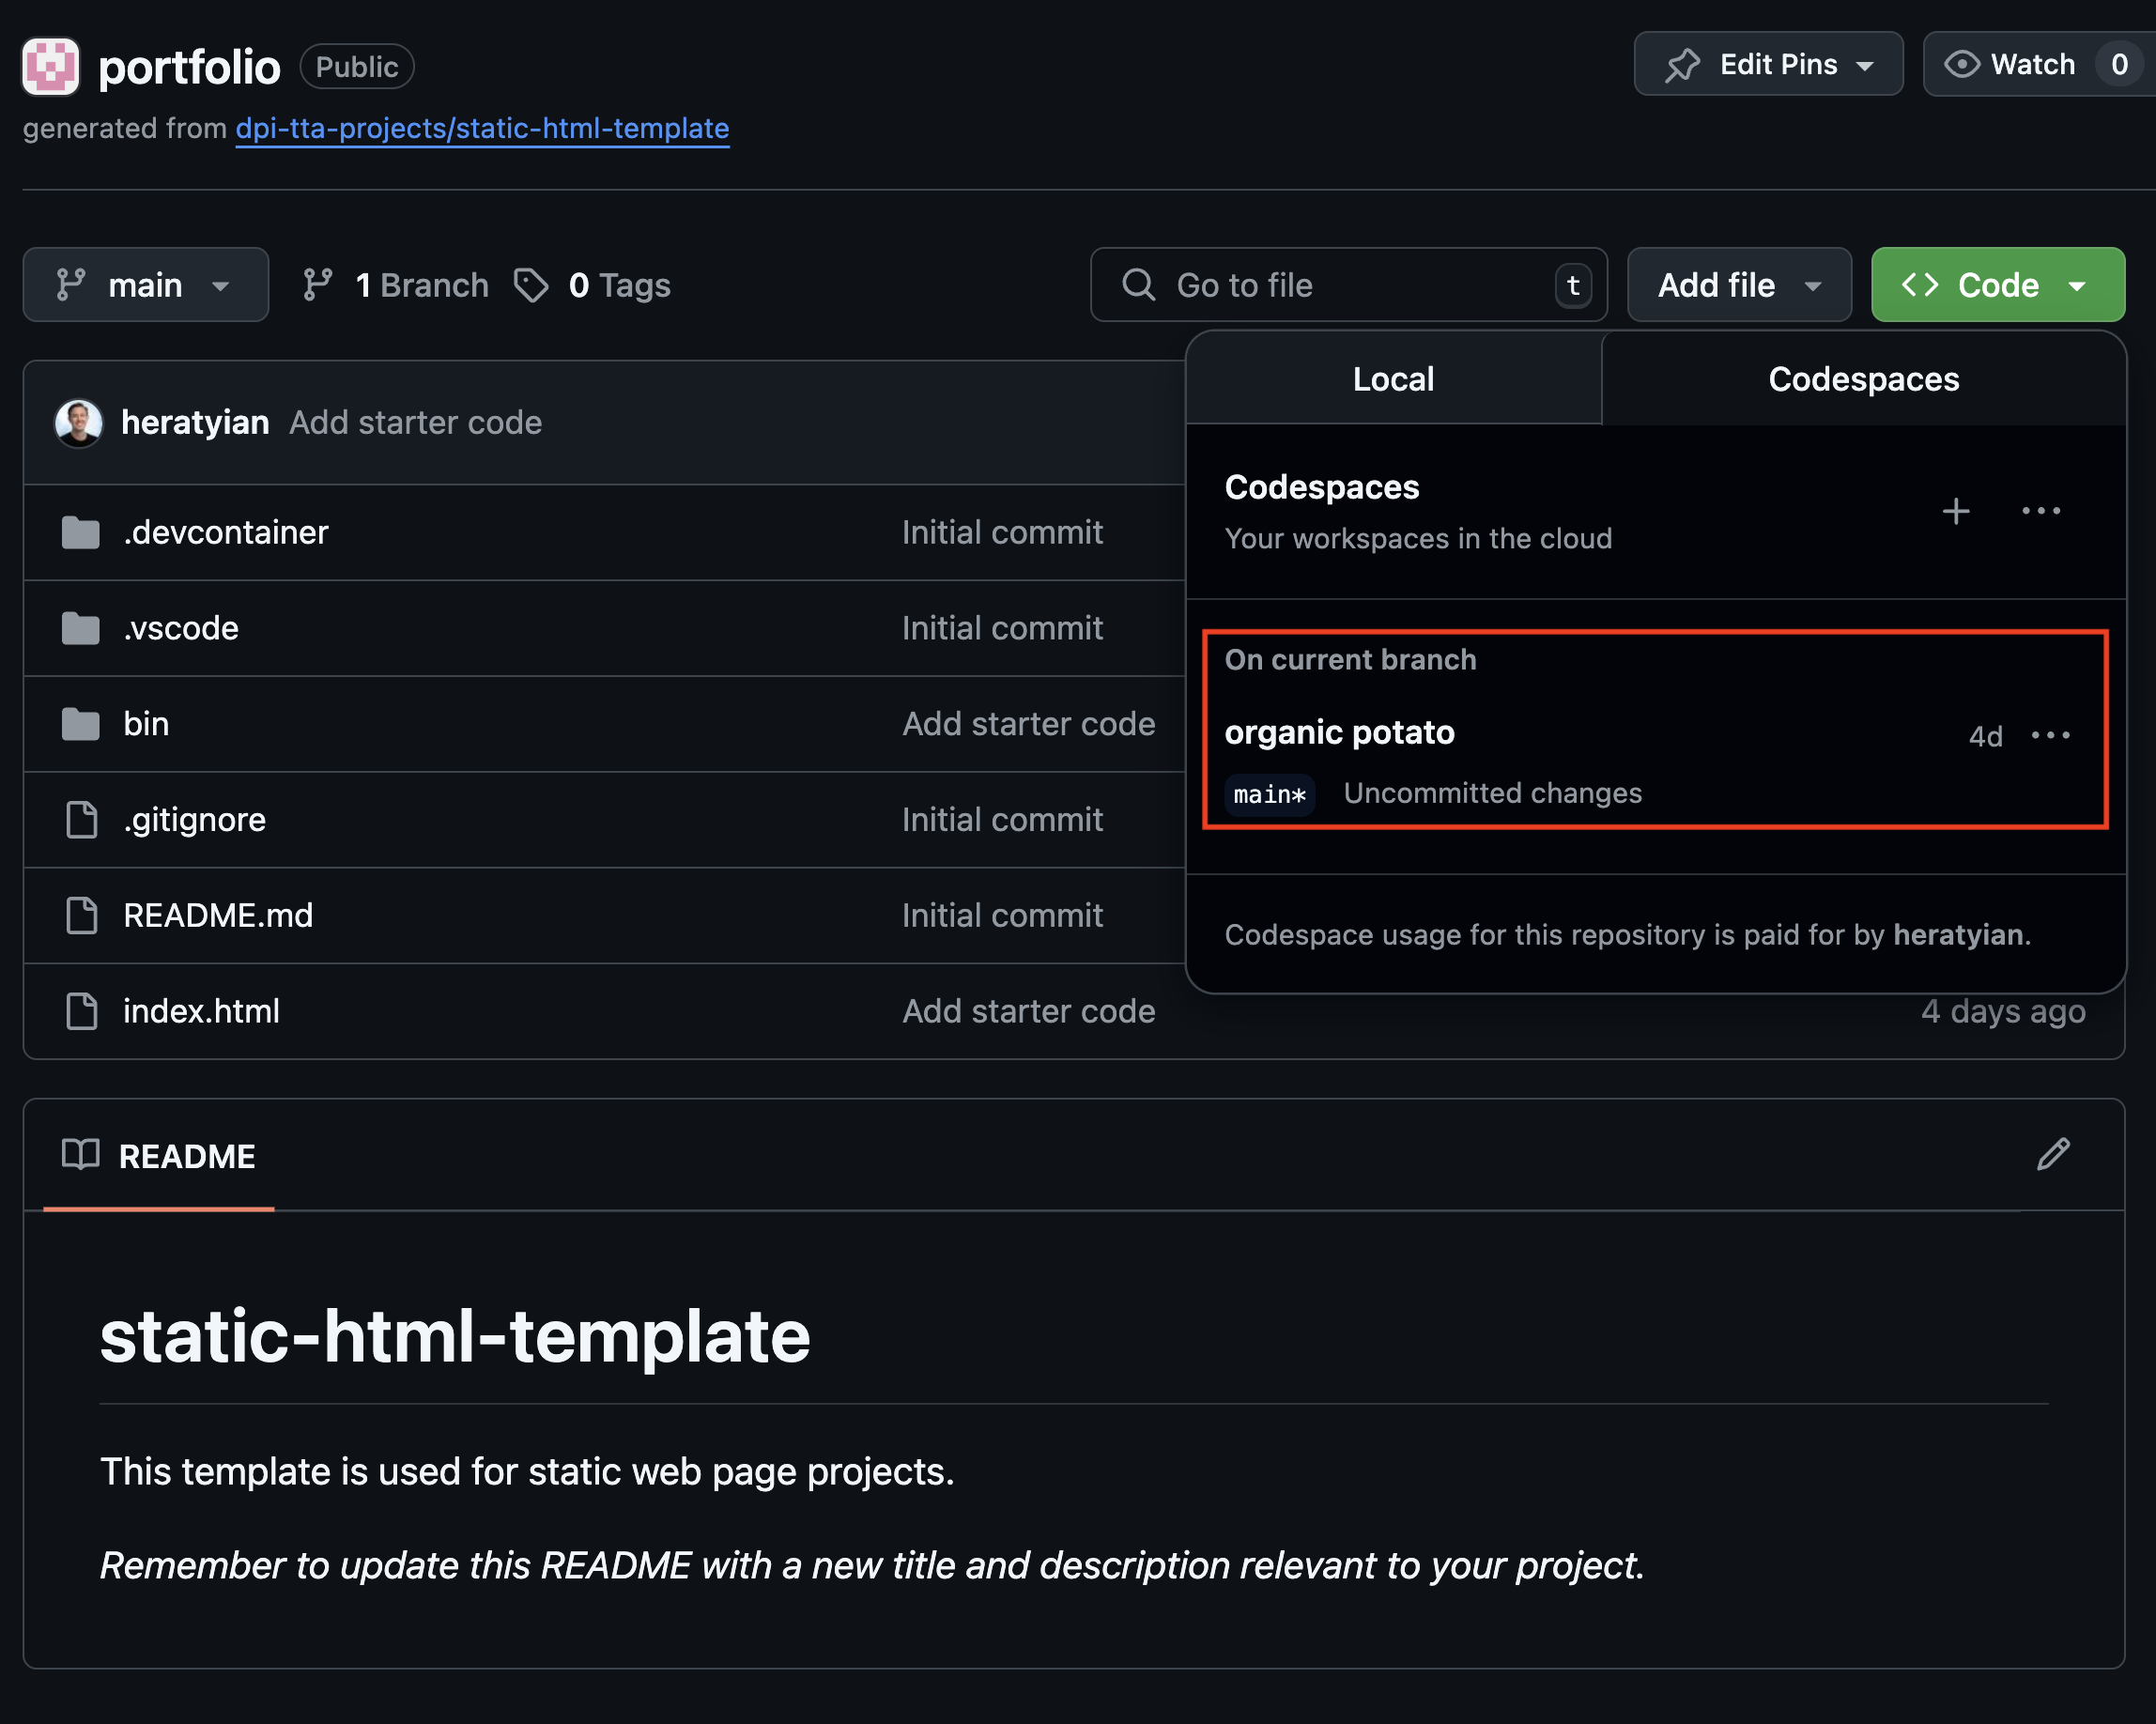 portfolio Public
Edit Pins
Watch 0
generated from dpi-tta-projects/static-html-template
main
1 Branch
0 Tags
Go to file t
Add file
Code
Local
Codespaces
heratyian Add starter code
Codespaces
Your workspaces in the cloud
.devcontainer Initial commit
.vscode Initial commit
On current branch
bin Add starter code
organic potato 4d
main* Uncommitted changes
.gitignore Initial commit
README.md Initial commit
Codespace usage for this repository is paid for by heratyian.
index.html Add starter code 4 days ago
README
static-html-template
This template is used for static web page projects.
Remember to update this README with a new title and description relevant to your project.